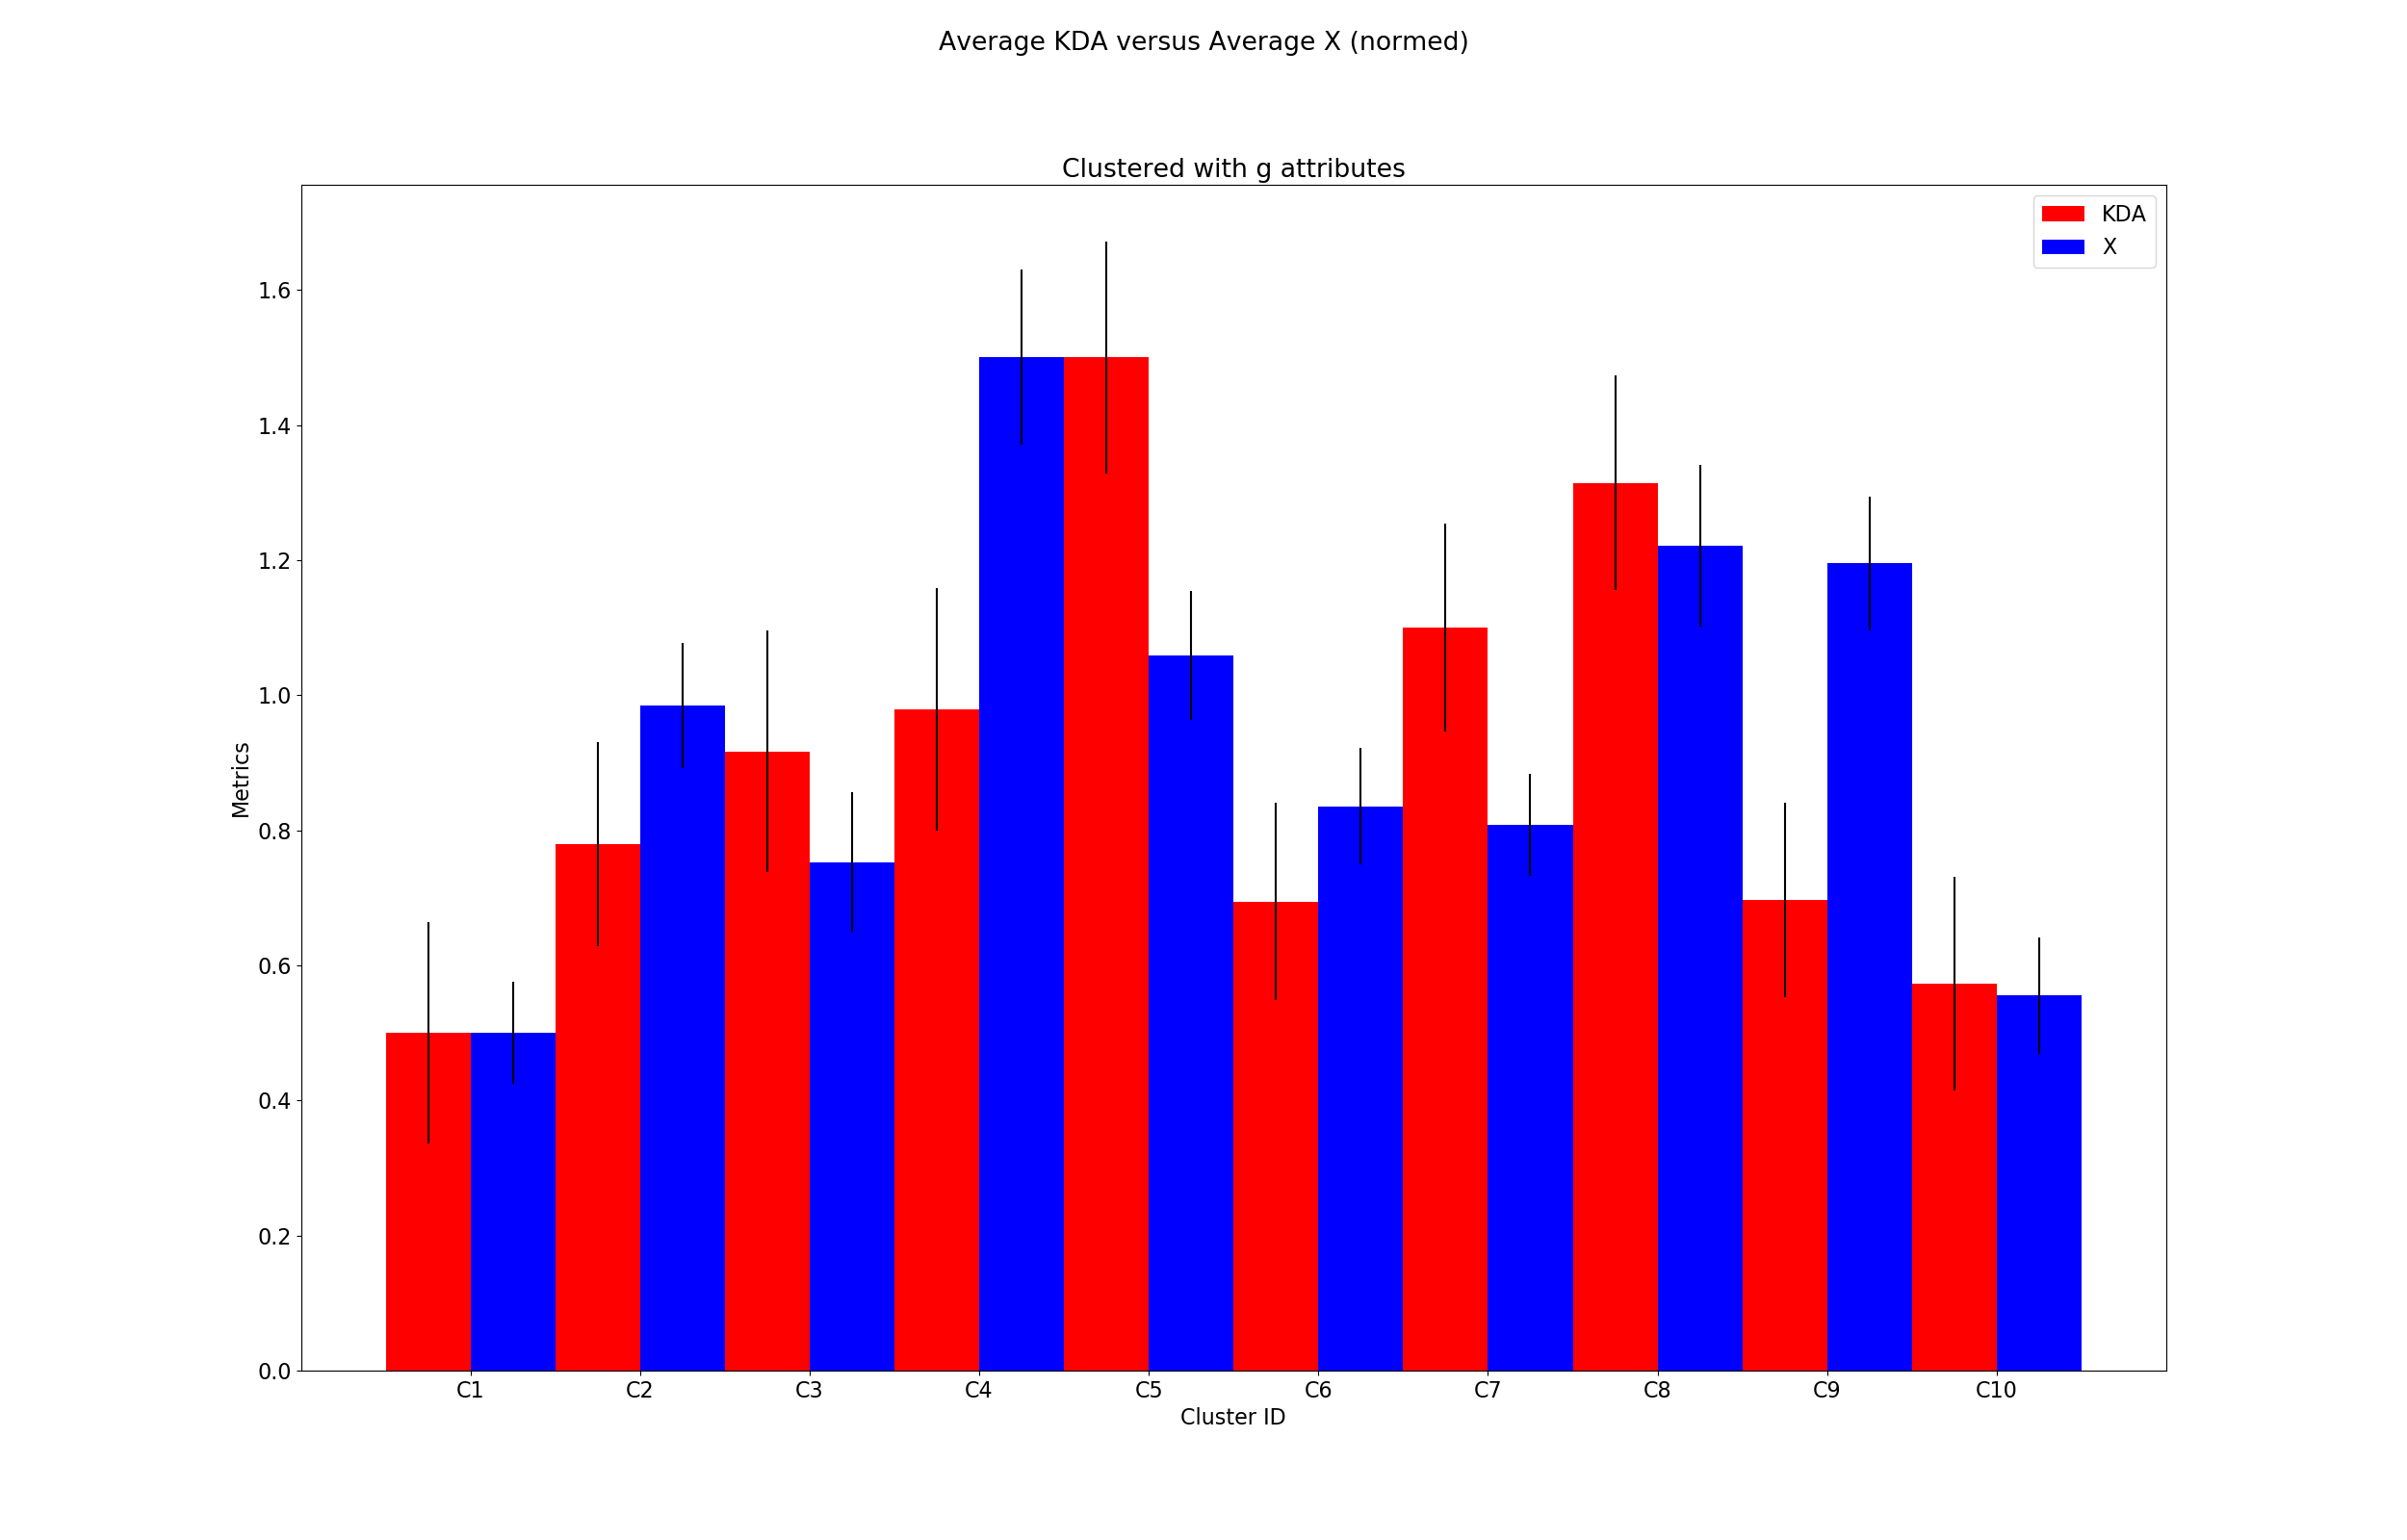 Average KDA versus Average X (normed)
Clustered with g attributes
KDA
X
1.6
1.4
1.2
1.0
0.8
0.6
0.4
0.2
0.0
Metrics
C1 C2 C3 C4 C5 C6 C7 C8 C9 C10
Cluster ID